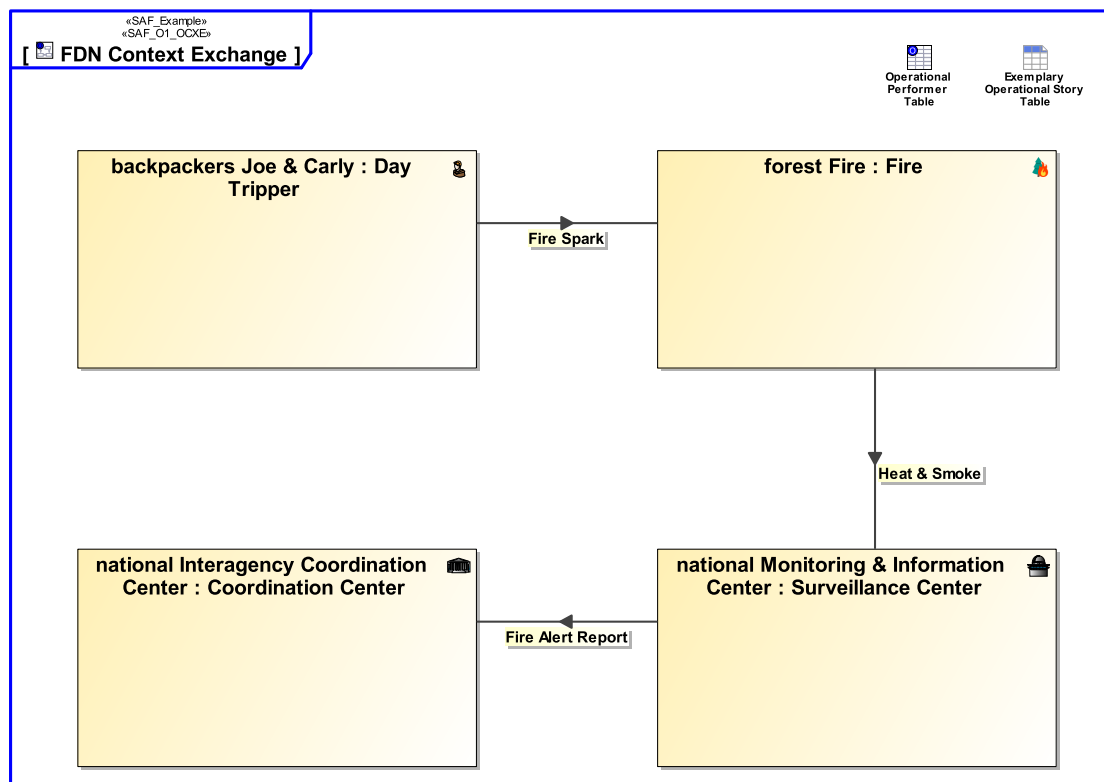 «SAF_Example»
«SAF_O1_OCXE»
[ FDN Context Exchange ]
Operational
Performer
Table
Exemplary
Operational Story
Table
backpackers Joe & Carly : Day
Tripper
forest Fire : Fire
Fire Spark
Heat & Smoke
national Interagency Coordination
Center : Coordination Center
national Monitoring & Information
Center : Surveillance Center
Fire Alert Report